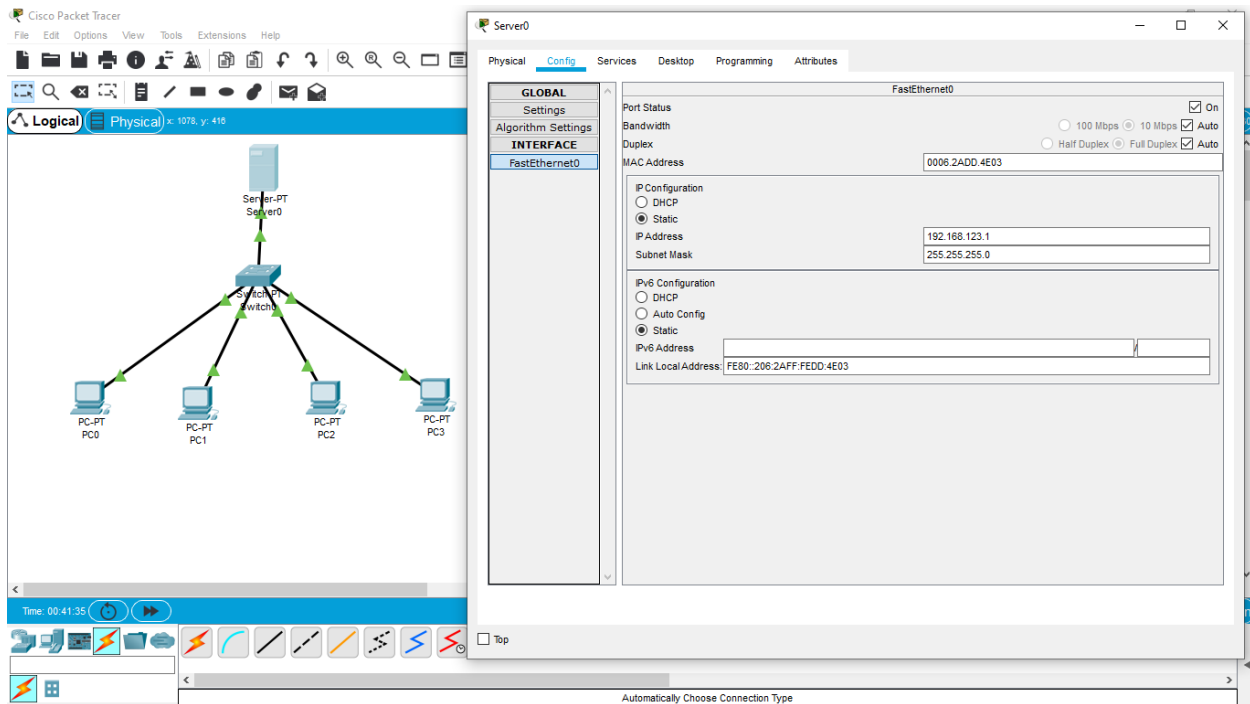 Cisco Packet Tracer
File Edit Options View Tools Extensions Help
Logical Physical x: 1078, y: 416
Server-PT
Server0
Switch-PT
Switch0
PC-PT
PC0
PC-PT
PC1
PC-PT
PC2
PC-PT
PC3
Time: 00:41:35
Server0
Physical Config Services Desktop Programming Attributes
GLOBAL
Settings
Algorithm Settings
INTERFACE
FastEthernet0
FastEthernet0
Port Status On
Bandwidth 100 Mbps 10 Mbps Auto
Duplex Half Duplex Full Duplex Auto
MAC Address 0006.2ADD.4E03
IP Configuration
DHCP
Static
IP Address 192.168.123.1
Subnet Mask 255.255.255.0
IPv6 Configuration
DHCP
Auto Config
Static
IPv6 Address /
Link Local Address: FE80::206:2AFF:FEDD:4E03
Top
Automatically Choose Connection Type